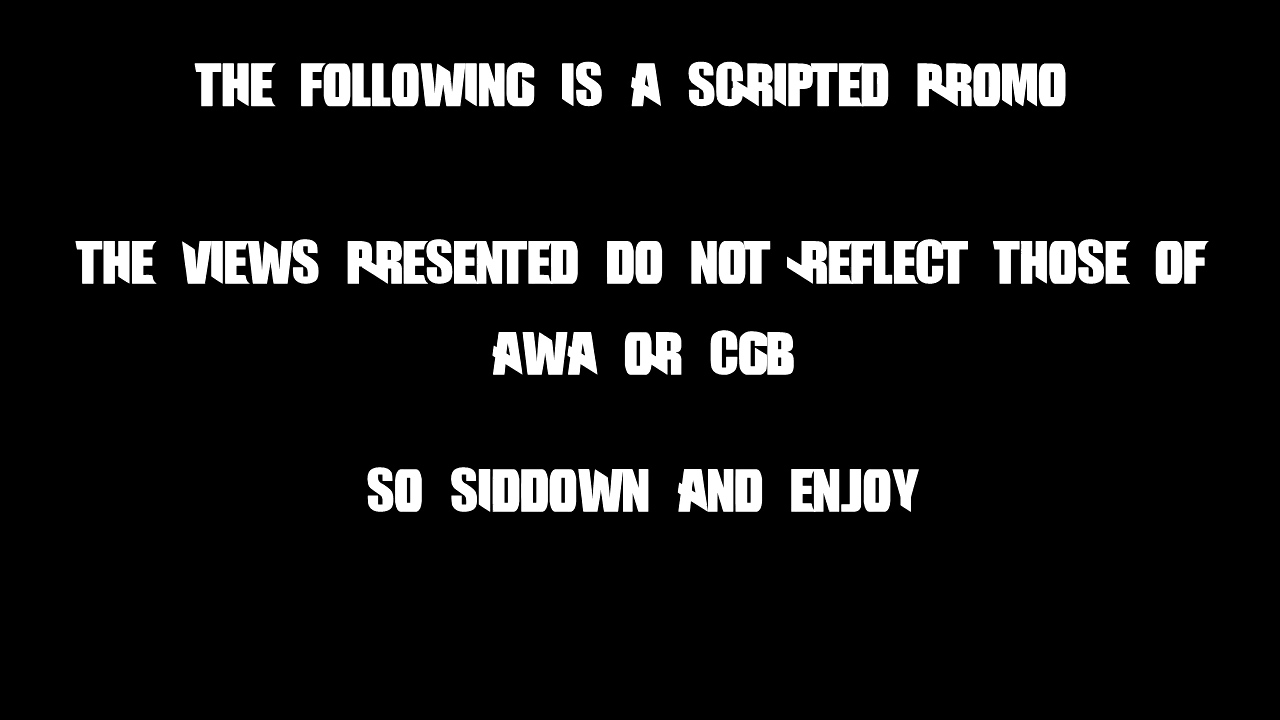 THE FOLLOWING IS A SCRIPTED PROMO
THE VIEWS PRESENTED DO NOT REFLECT THOSE OF
AWA OR CGB
SO SIDDOWN AND ENJOY